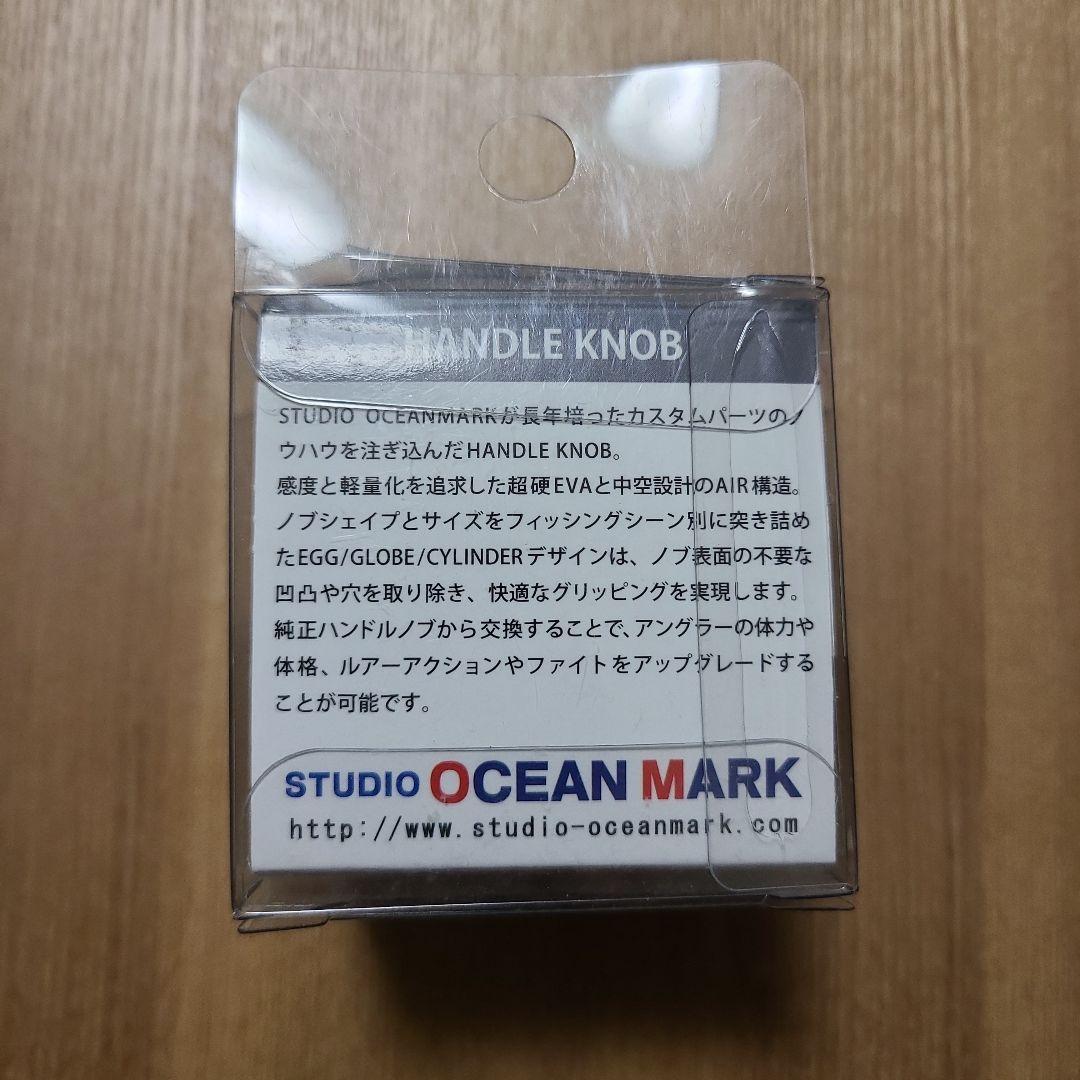 HANDLE KNOB
STUDIO OCEANMARKが長年培ったカスタムパーツのノ
ウハウを注ぎ込んだHANDLE KNOB。
感度と軽量化を追求した超硬EVAと中空設計のAIR構造。
ノブシェイプとサイズをフィッシングシーン別に突き詰め
たEGG/GLOBE/CYLINDERデザインは、ノブ表面の不要な
凹凸や穴を取り除き、快適なグリッピングを実現します。
純正ハンドルノブから交換することで、アングラーの体力や
体格、ルアーアクションやファイトをアップグレードする
ことが可能です。
STUDIO OCEAN MARK
http://www.studio-oceanmark.com